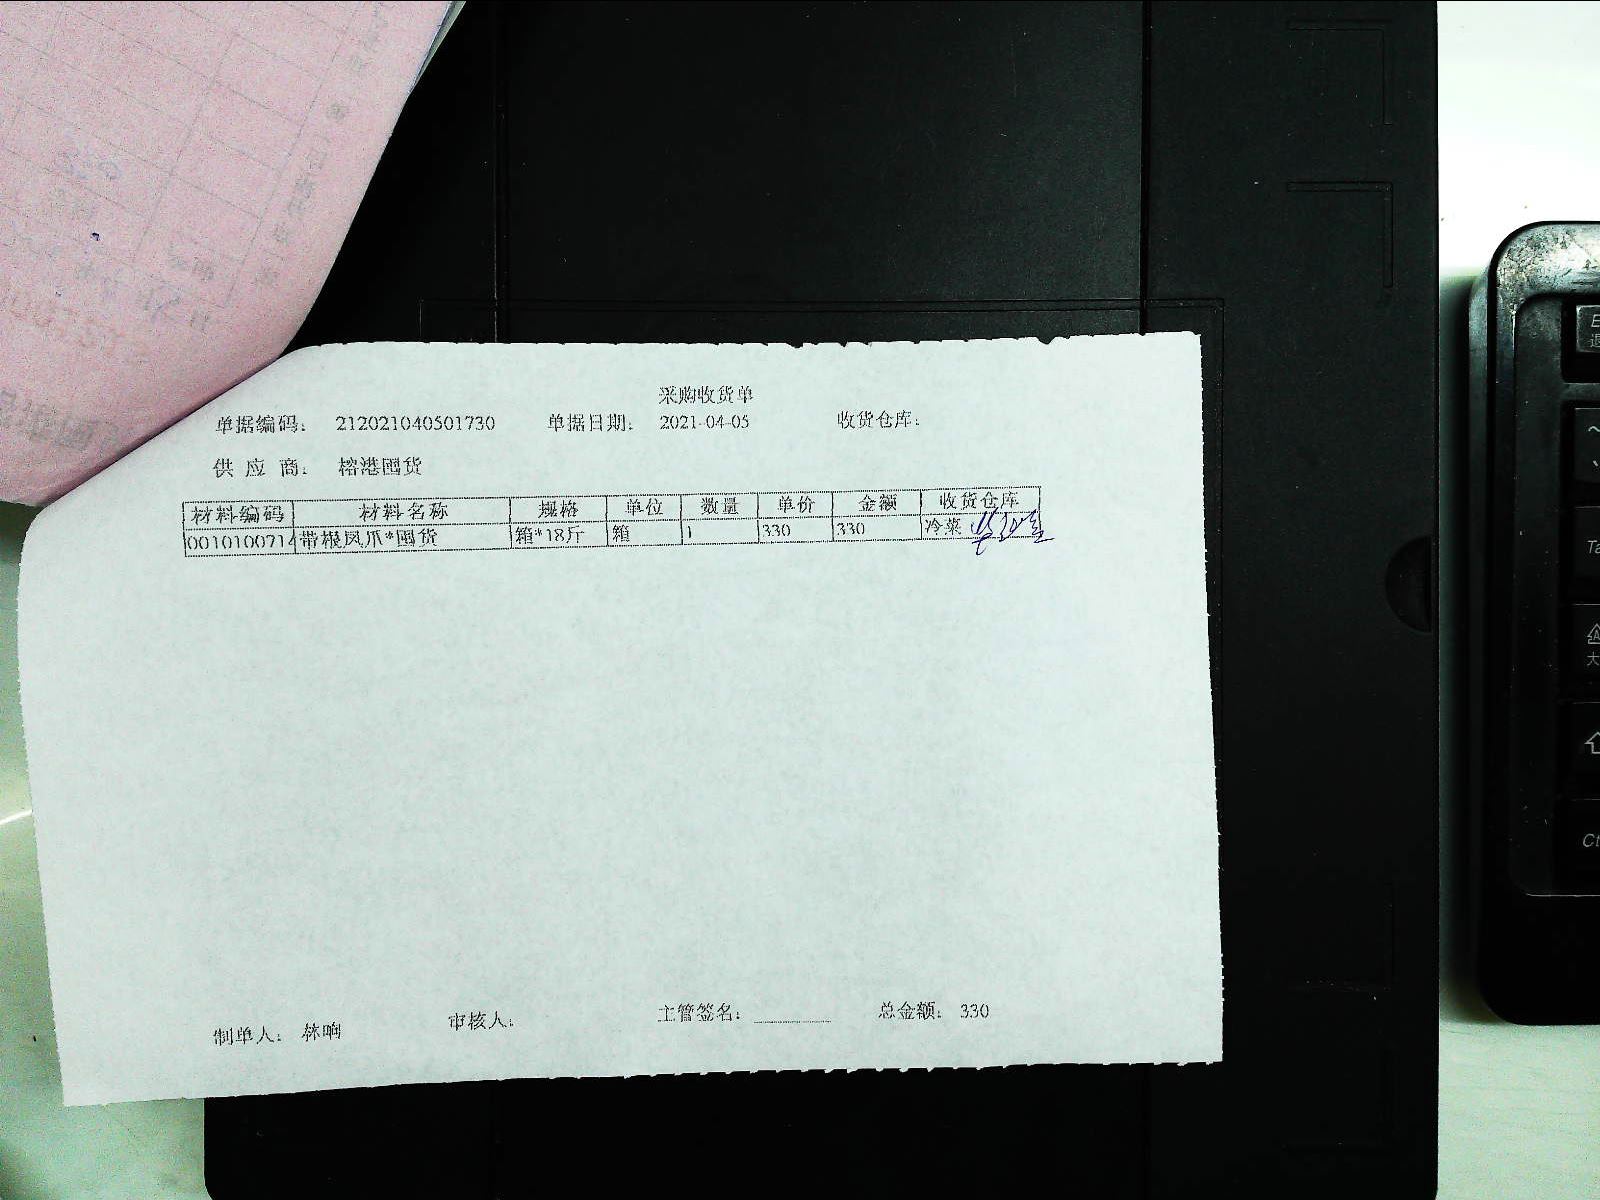 采购收货单
单据编码： 212021040501730 单据日期： 2021-04-05 收货仓库：
供 应 商： 榕港囤货
材料编码 材料名称 规格 单位 数量 单价 金额 收货仓库
0010100714 带根凤爪*囤货 箱*18斤 箱 1 330 330 冷菜
制单人： 林 审核人： 主管签名： 总金额： 330